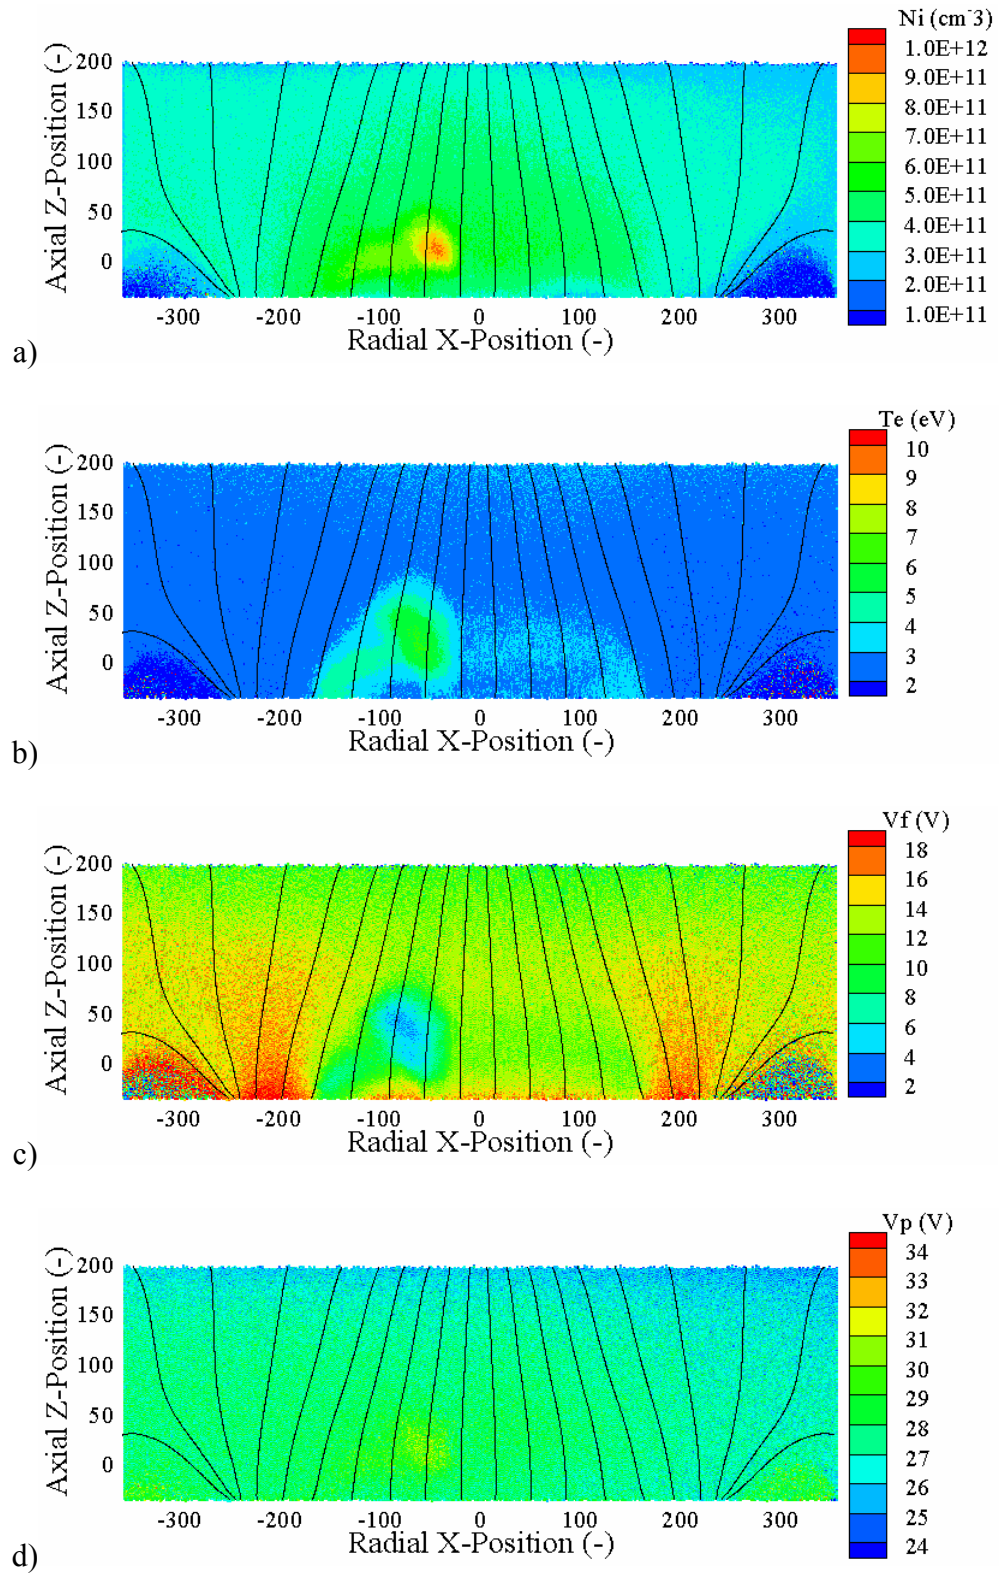 Ni (cm⁻3)
1.0E+12
9.0E+11
8.0E+11
7.0E+11
6.0E+11
5.0E+11
4.0E+11
3.0E+11
2.0E+11
1.0E+11
Axial Z-Position (-)
200
150
100
50
0
-300 -200 -100 0 100 200 300
Radial X-Position (-)
a)
Te (eV)
10
9
8
6
5
4
3
2
Axial Z-Position (-)
200
150
100
50
0
-300 -200 -100 0 100 200 300
Radial X-Position (-)
b)
Vf (V)
18
16
14
12
10
8
6
4
2
Axial Z-Position (-)
200
150
100
50
0
-300 -200 -100 0 100 200 300
Radial X-Position (-)
c)
Vp (V)
34
33
32
31
30
29
28
27
26
25
24
Axial Z-Position (-)
200
150
100
50
0
-300 -200 -100 0 100 200 300
Radial X-Position (-)
d)